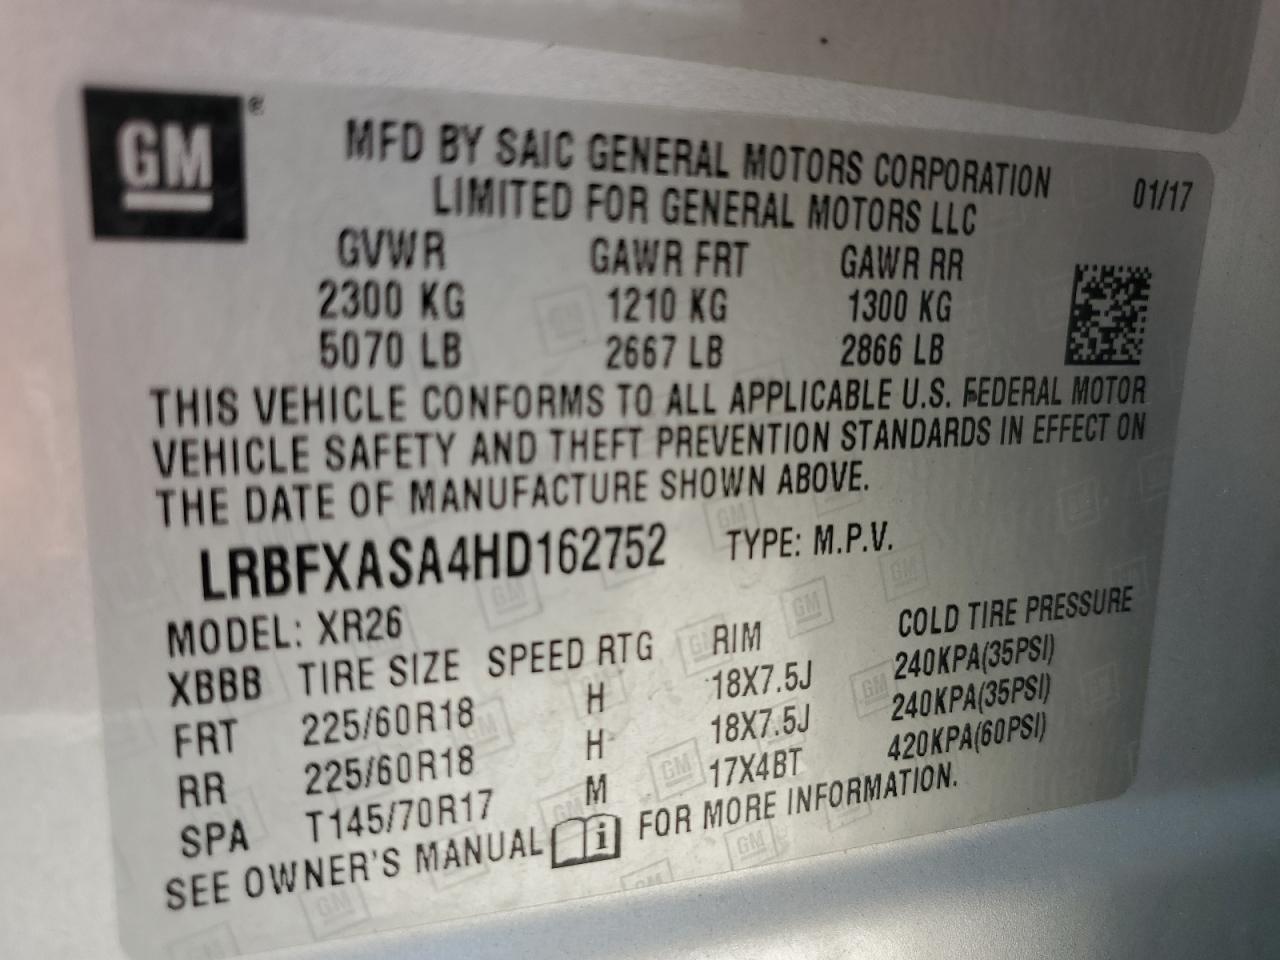 GM ®
MFD BY SAIC GENERAL MOTORS CORPORATION
LIMITED FOR GENERAL MOTORS LLC
01/17
GVWR GAWR FRT GAWR RR
2300 KG 1210 KG 1300 KG
5070 LB 2667 LB 2866 LB
THIS VEHICLE CONFORMS TO ALL APPLICABLE U.S. FEDERAL MOTOR
VEHICLE SAFETY AND THEFT PREVENTION STANDARDS IN EFFECT ON
THE DATE OF MANUFACTURE SHOWN ABOVE.
LRBFXASA4HD162752 TYPE: M.P.V.
MODEL: XR26
XBBB TIRE SIZE SPEED RTG RIM COLD TIRE PRESSURE
FRT 225/60R18 H 18X7.5J 240KPA(35PSI)
RR 225/60R18 H 18X7.5J 240KPA(35PSI)
SPA T145/70R17 M 17X4BT 420KPA(60PSI)
SEE OWNER'S MANUAL i FOR MORE INFORMATION.